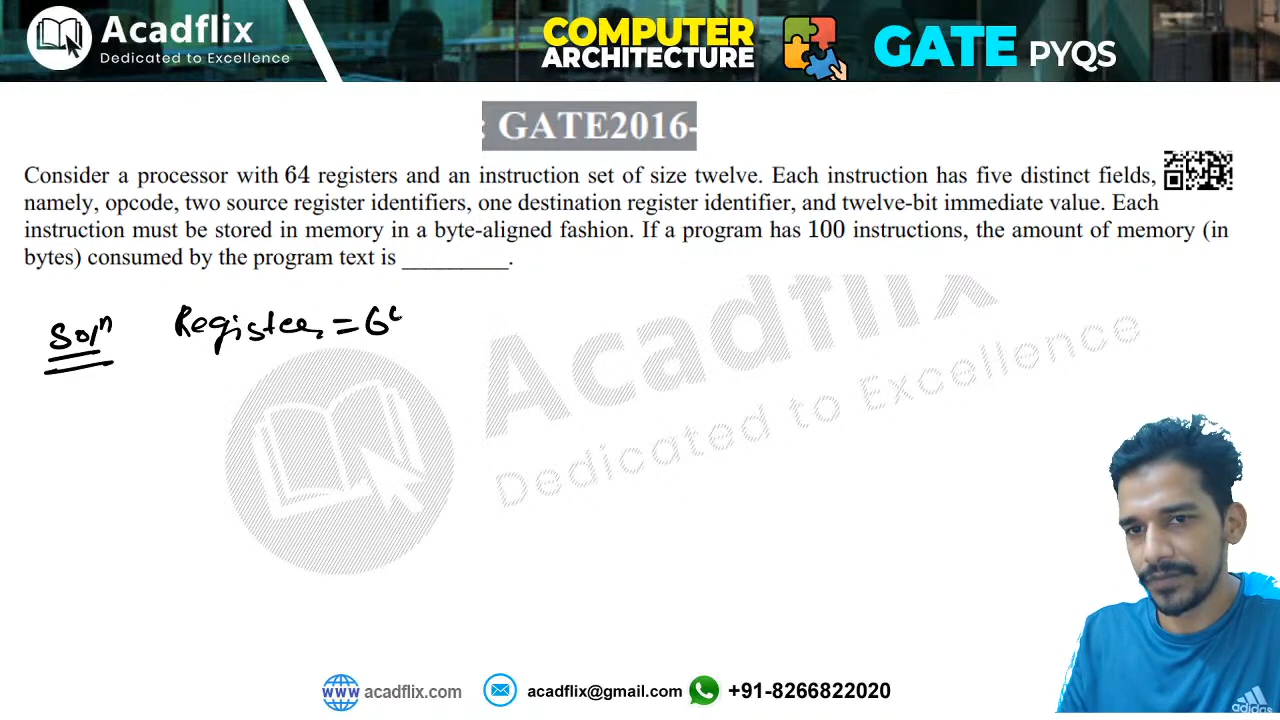 Acadflix
Dedicated to Excellence
COMPUTER
ARCHITECTURE
GATE PYQS
: GATE2016-
Consider a processor with 64 registers and an instruction set of size twelve. Each instruction has five distinct fields,
namely, opcode, two source register identifiers, one destination register identifier, and twelve-bit immediate value. Each
instruction must be stored in memory in a byte-aligned fashion. If a program has 100 instructions, the amount of memory (in
bytes) consumed by the program text is _________.
Solⁿ Registers = 64
Acadflix
Dedicated to Excellence
www acadflix.com acadflix@gmail.com +91-8266822020
adidas